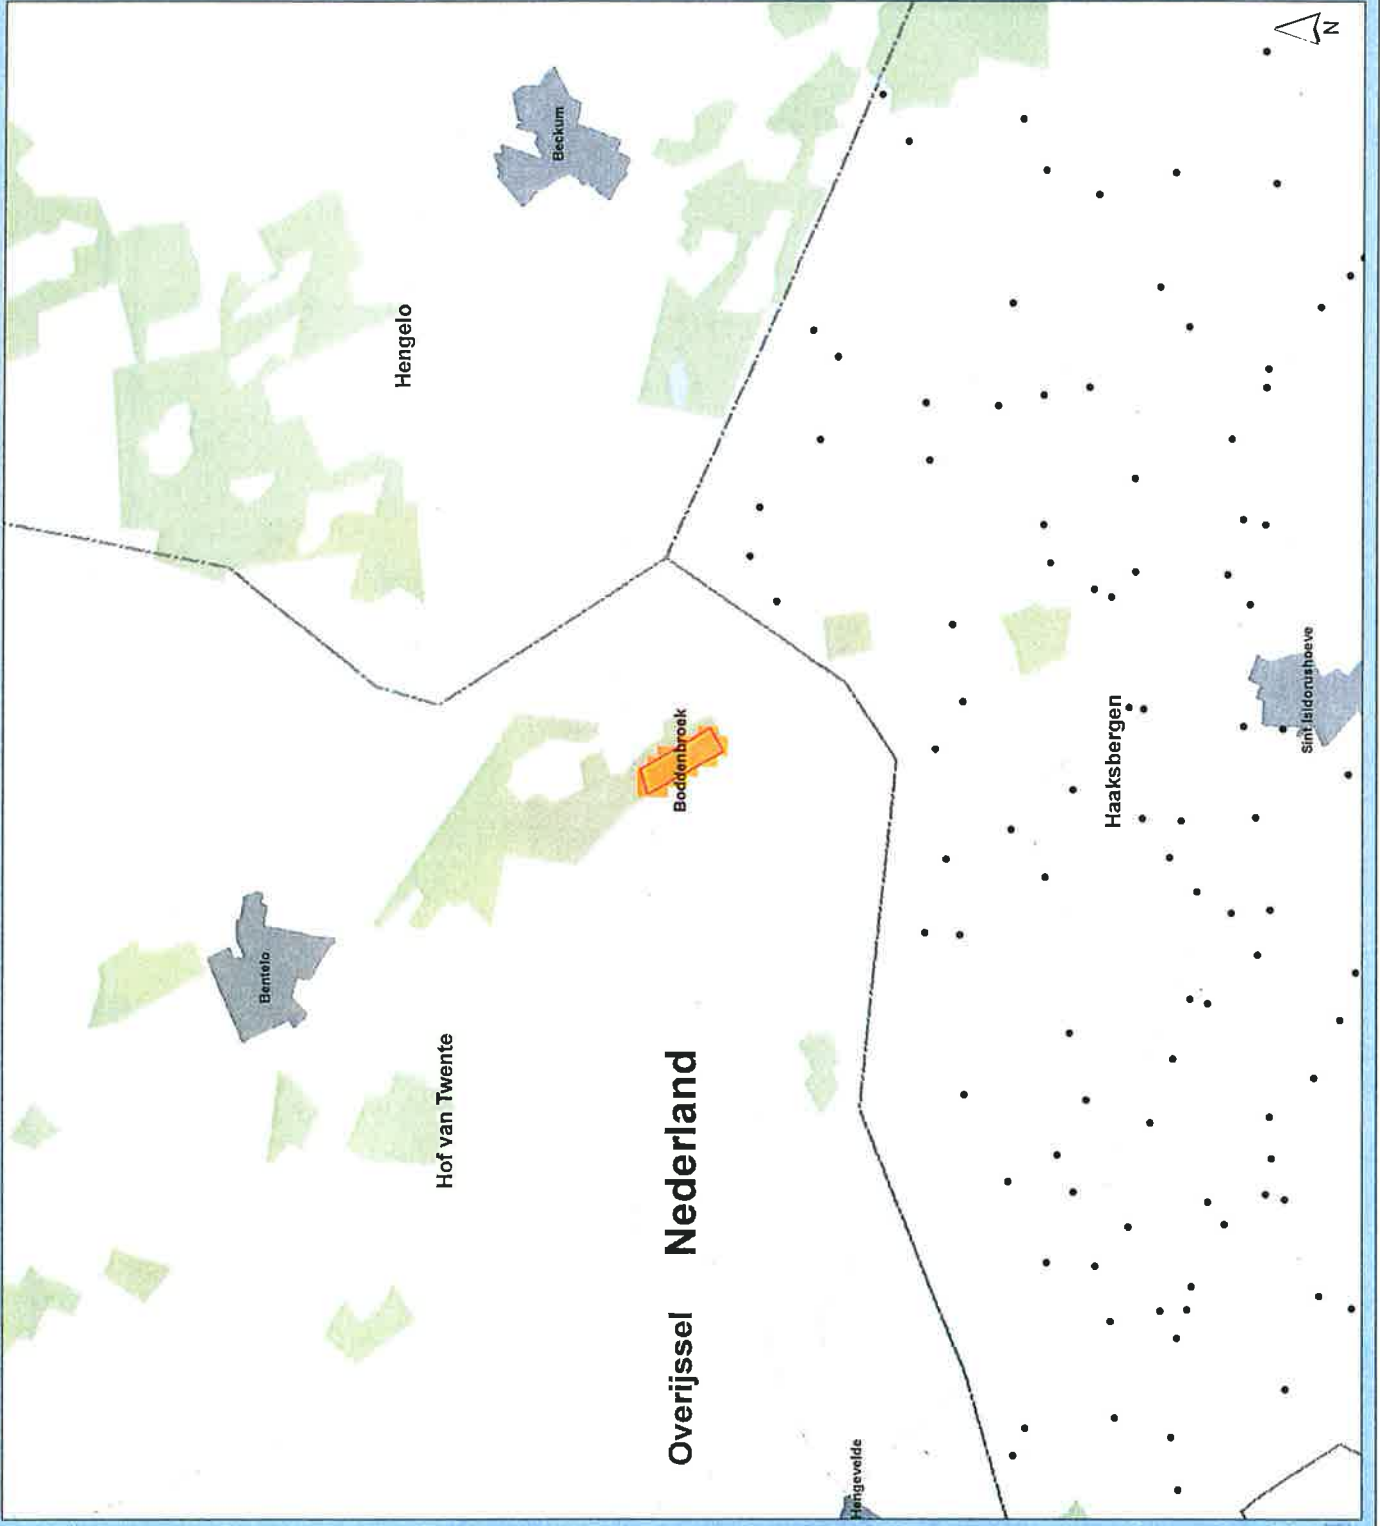 Hengelo
Beckum
Bentelo
Boddenbroek
Hof van Twente
Overijssel Nederland
Haaksbergen
Sint Isidorushoeve
Hengevelde
N